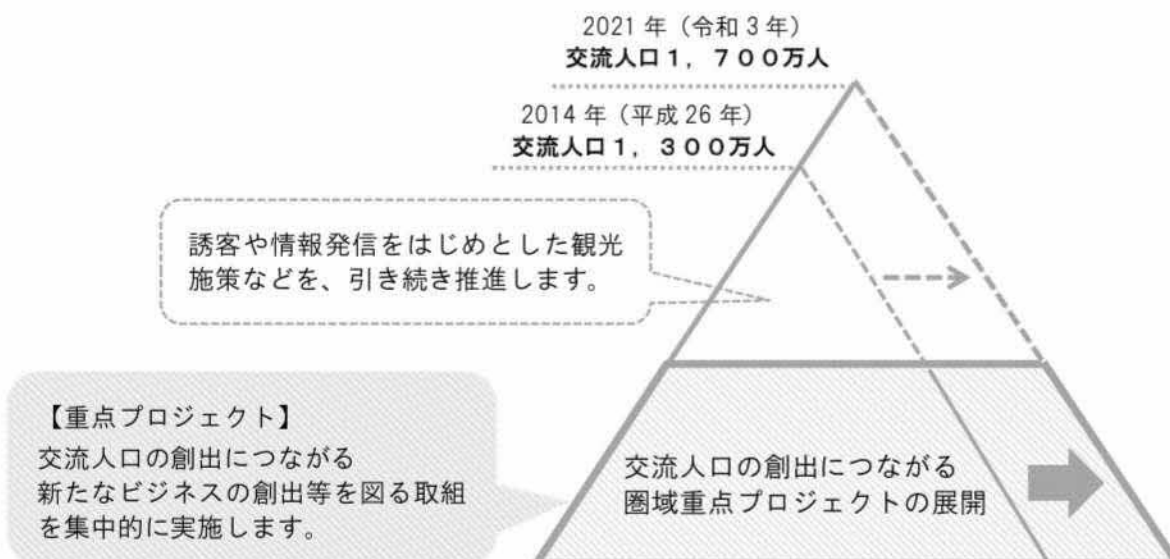 2021 年（令和 3 年）
交流人口１，７００万人
2014 年（平成 26 年）
交流人口１，３００万人
誘客や情報発信をはじめとした観光
施策などを、引き続き推進します。
【重点プロジェクト】
交流人口の創出につながる
新たなビジネスの創出等を図る取組
を集中的に実施します。
交流人口の創出につながる
圏域重点プロジェクトの展開